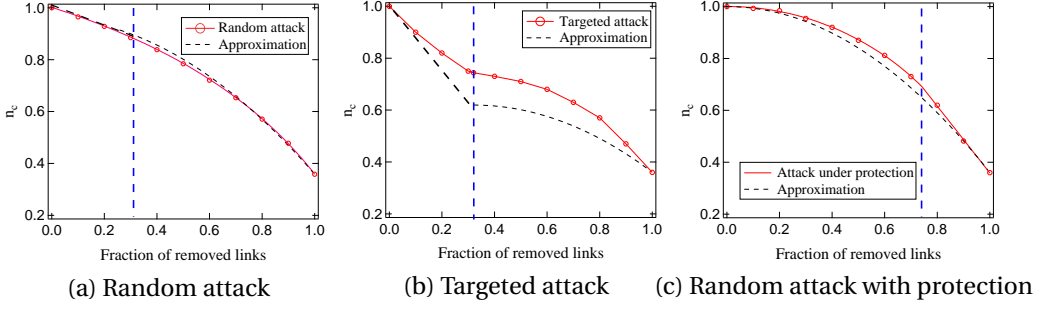 1.0
0.8
0.6
0.4
0.2
n_c
0.0 0.2 0.4 0.6 0.8 1.0
Fraction of removed links
Random attack
Approximation
(a) Random attack
1.0
0.8
0.6
0.4
0.2
n_c
0.0 0.2 0.4 0.6 0.8 1.0
Fraction of removed links
Targeted attack
Approximation
(b) Targeted attack
1.0
0.8
0.6
0.4
0.2
n_c
0.0 0.2 0.4 0.6 0.8 1.0
Fraction of removed links
Attack under protection
Approximation
(c) Random attack with protection